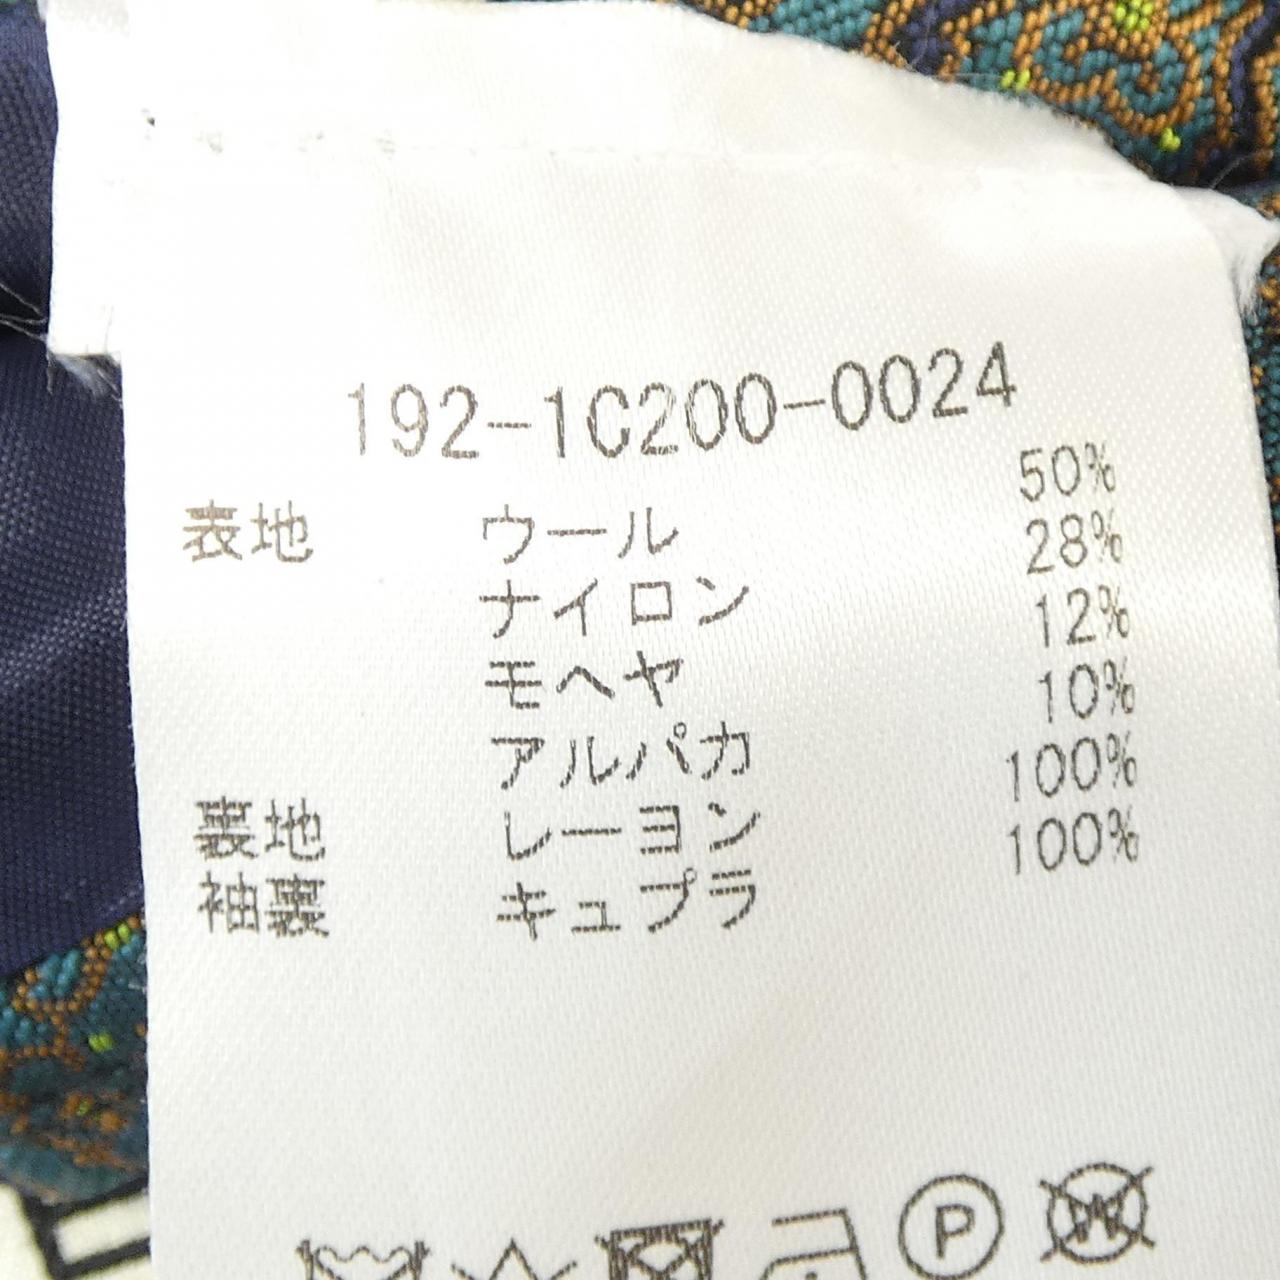 192-1C200-0024
表地 ウール 50%
ナイロン 28%
モヘヤ 12%
アルパカ 10%
裏地 レーヨン 100%
袖裏 キュプラ 100%
P
W